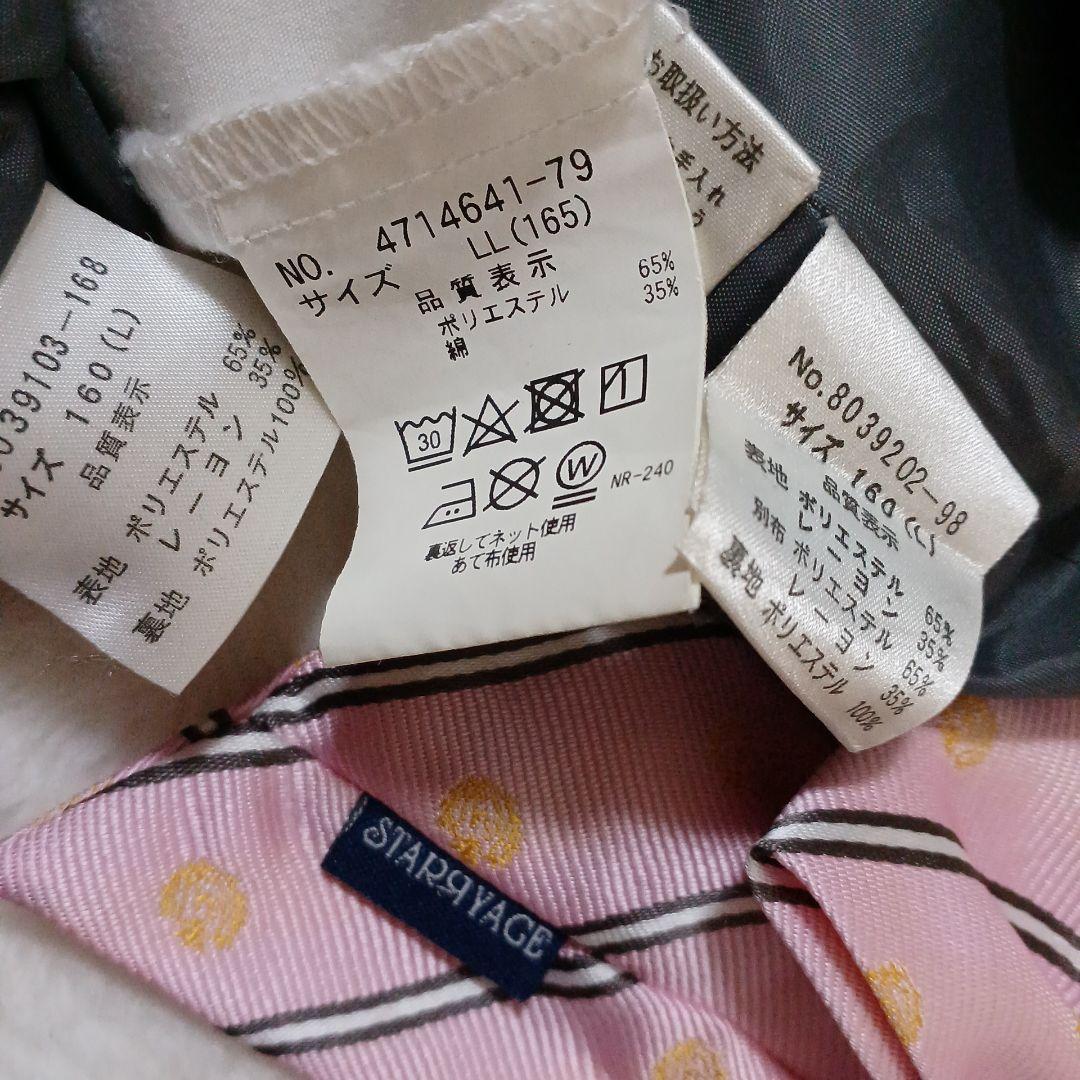 39103-168
サイズ 160(L)
品質表示
表地 ポリエステル 65%
レーヨン 35%
裏地 ポリエステル100%
NO. 4714641-79
サイズ LL(165)
品質表示
ポリエステル 65%
綿 35%
30
W
NR-240
裏返してネット使用
あて布使用
お取扱い方法
手入れ
う
No.8039202-98
サイズ 160(L)
品質表示
表地 ポリエステル 65%
レーヨン 35%
別布 ポリエステル 65%
レーヨン 35%
裏地 ポリエステル 100%
STARRYAGE